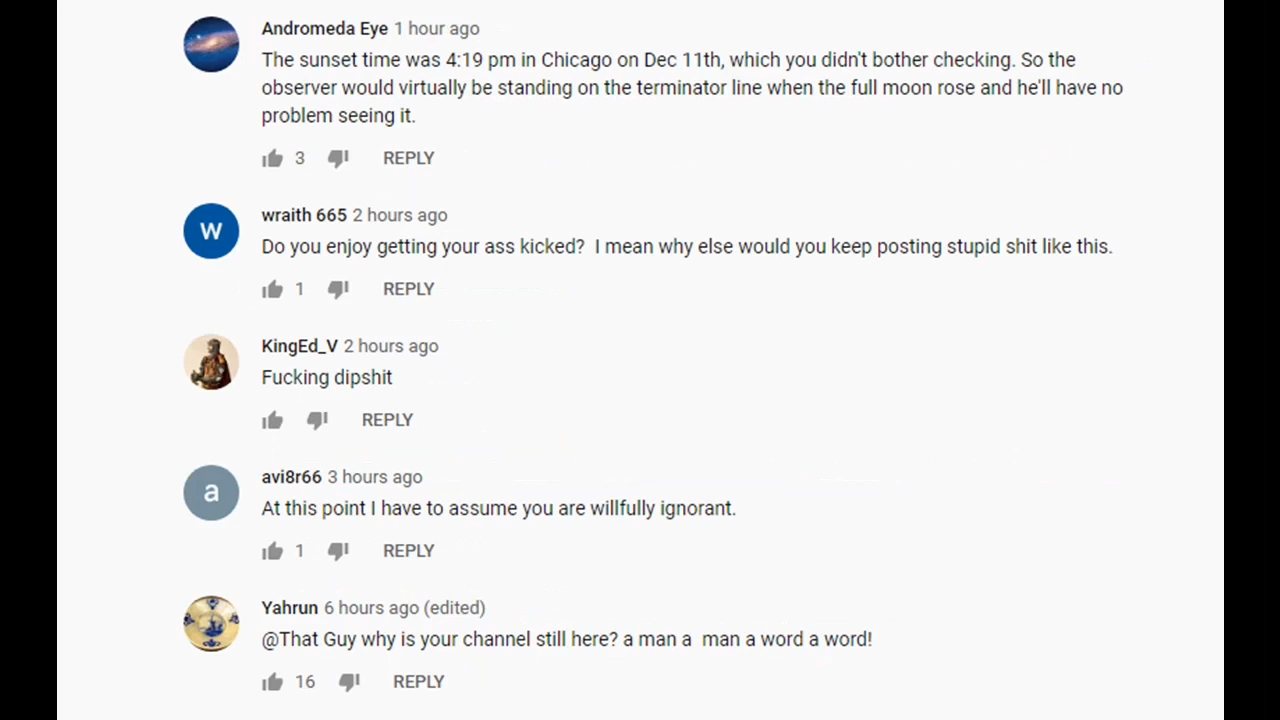 Andromeda Eye 1 hour ago
The sunset time was 4:19 pm in Chicago on Dec 11th, which you didn't bother checking. So the
observer would virtually be standing on the terminator line when the full moon rose and he'll have no
problem seeing it.
3 REPLY
W
wraith 665 2 hours ago
Do you enjoy getting your ass kicked?  I mean why else would you keep posting stupid shit like this.
1 REPLY
KingEd_V 2 hours ago
Fucking dipshit
REPLY
a
avi8r66 3 hours ago
At this point I have to assume you are willfully ignorant.
1 REPLY
Yahrun 6 hours ago (edited)
@That Guy why is your channel still here? a man a  man a word a word!
16 REPLY